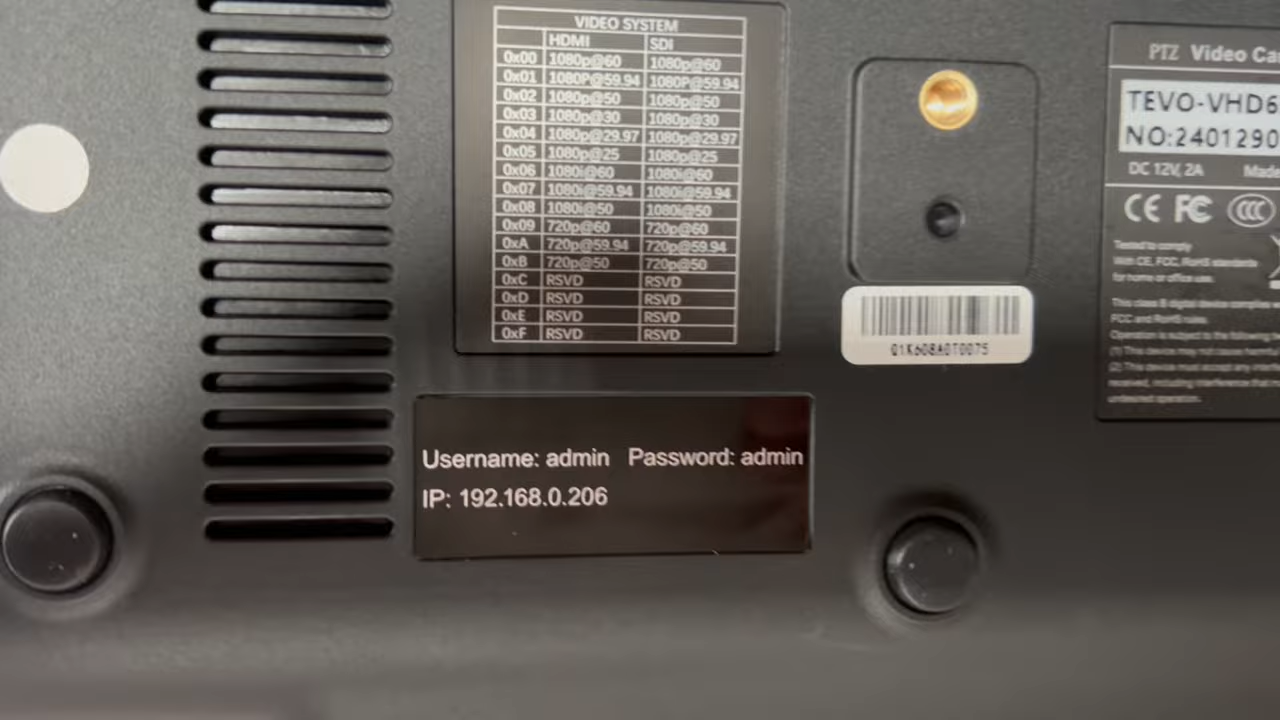 VIDEO SYSTEM
HDMI SDI
0x00 1080p@60 1080p@60
0x01 1080P@59.94 1080P@59.94
0x02 1080p@50 1080p@50
0x03 1080p@30 1080p@30
0x04 1080p@29.97 1080p@29.97
0x05 1080p@25 1080p@25
0x06 1080i@60 1080i@60
0x07 1080i@59.94 1080i@59.94
0x08 1080i@50 1080i@50
0x09 720p@60 720p@60
0xA 720p@59.94 720p@59.94
0xB 720p@50 720p@50
0xC RSVD RSVD
0xD RSVD RSVD
0xE RSVD RSVD
0xF RSVD RSVD
Q1K608A0T0075
Username: admin Password: admin
IP: 192.168.0.206
PTZ Video Ca
TEVO-VHD6
NO:2401290
DC 12V, 2A Made
CE FC CCC
Tested to comply
With CE, FCC, RoHS standards
for home or office use.
This class B digital device complies
FCC and RoHS rules.
Operation is subject to the following
(1) This device may not cause
(2) This device must accept any
received, including interference that
undesired operation.